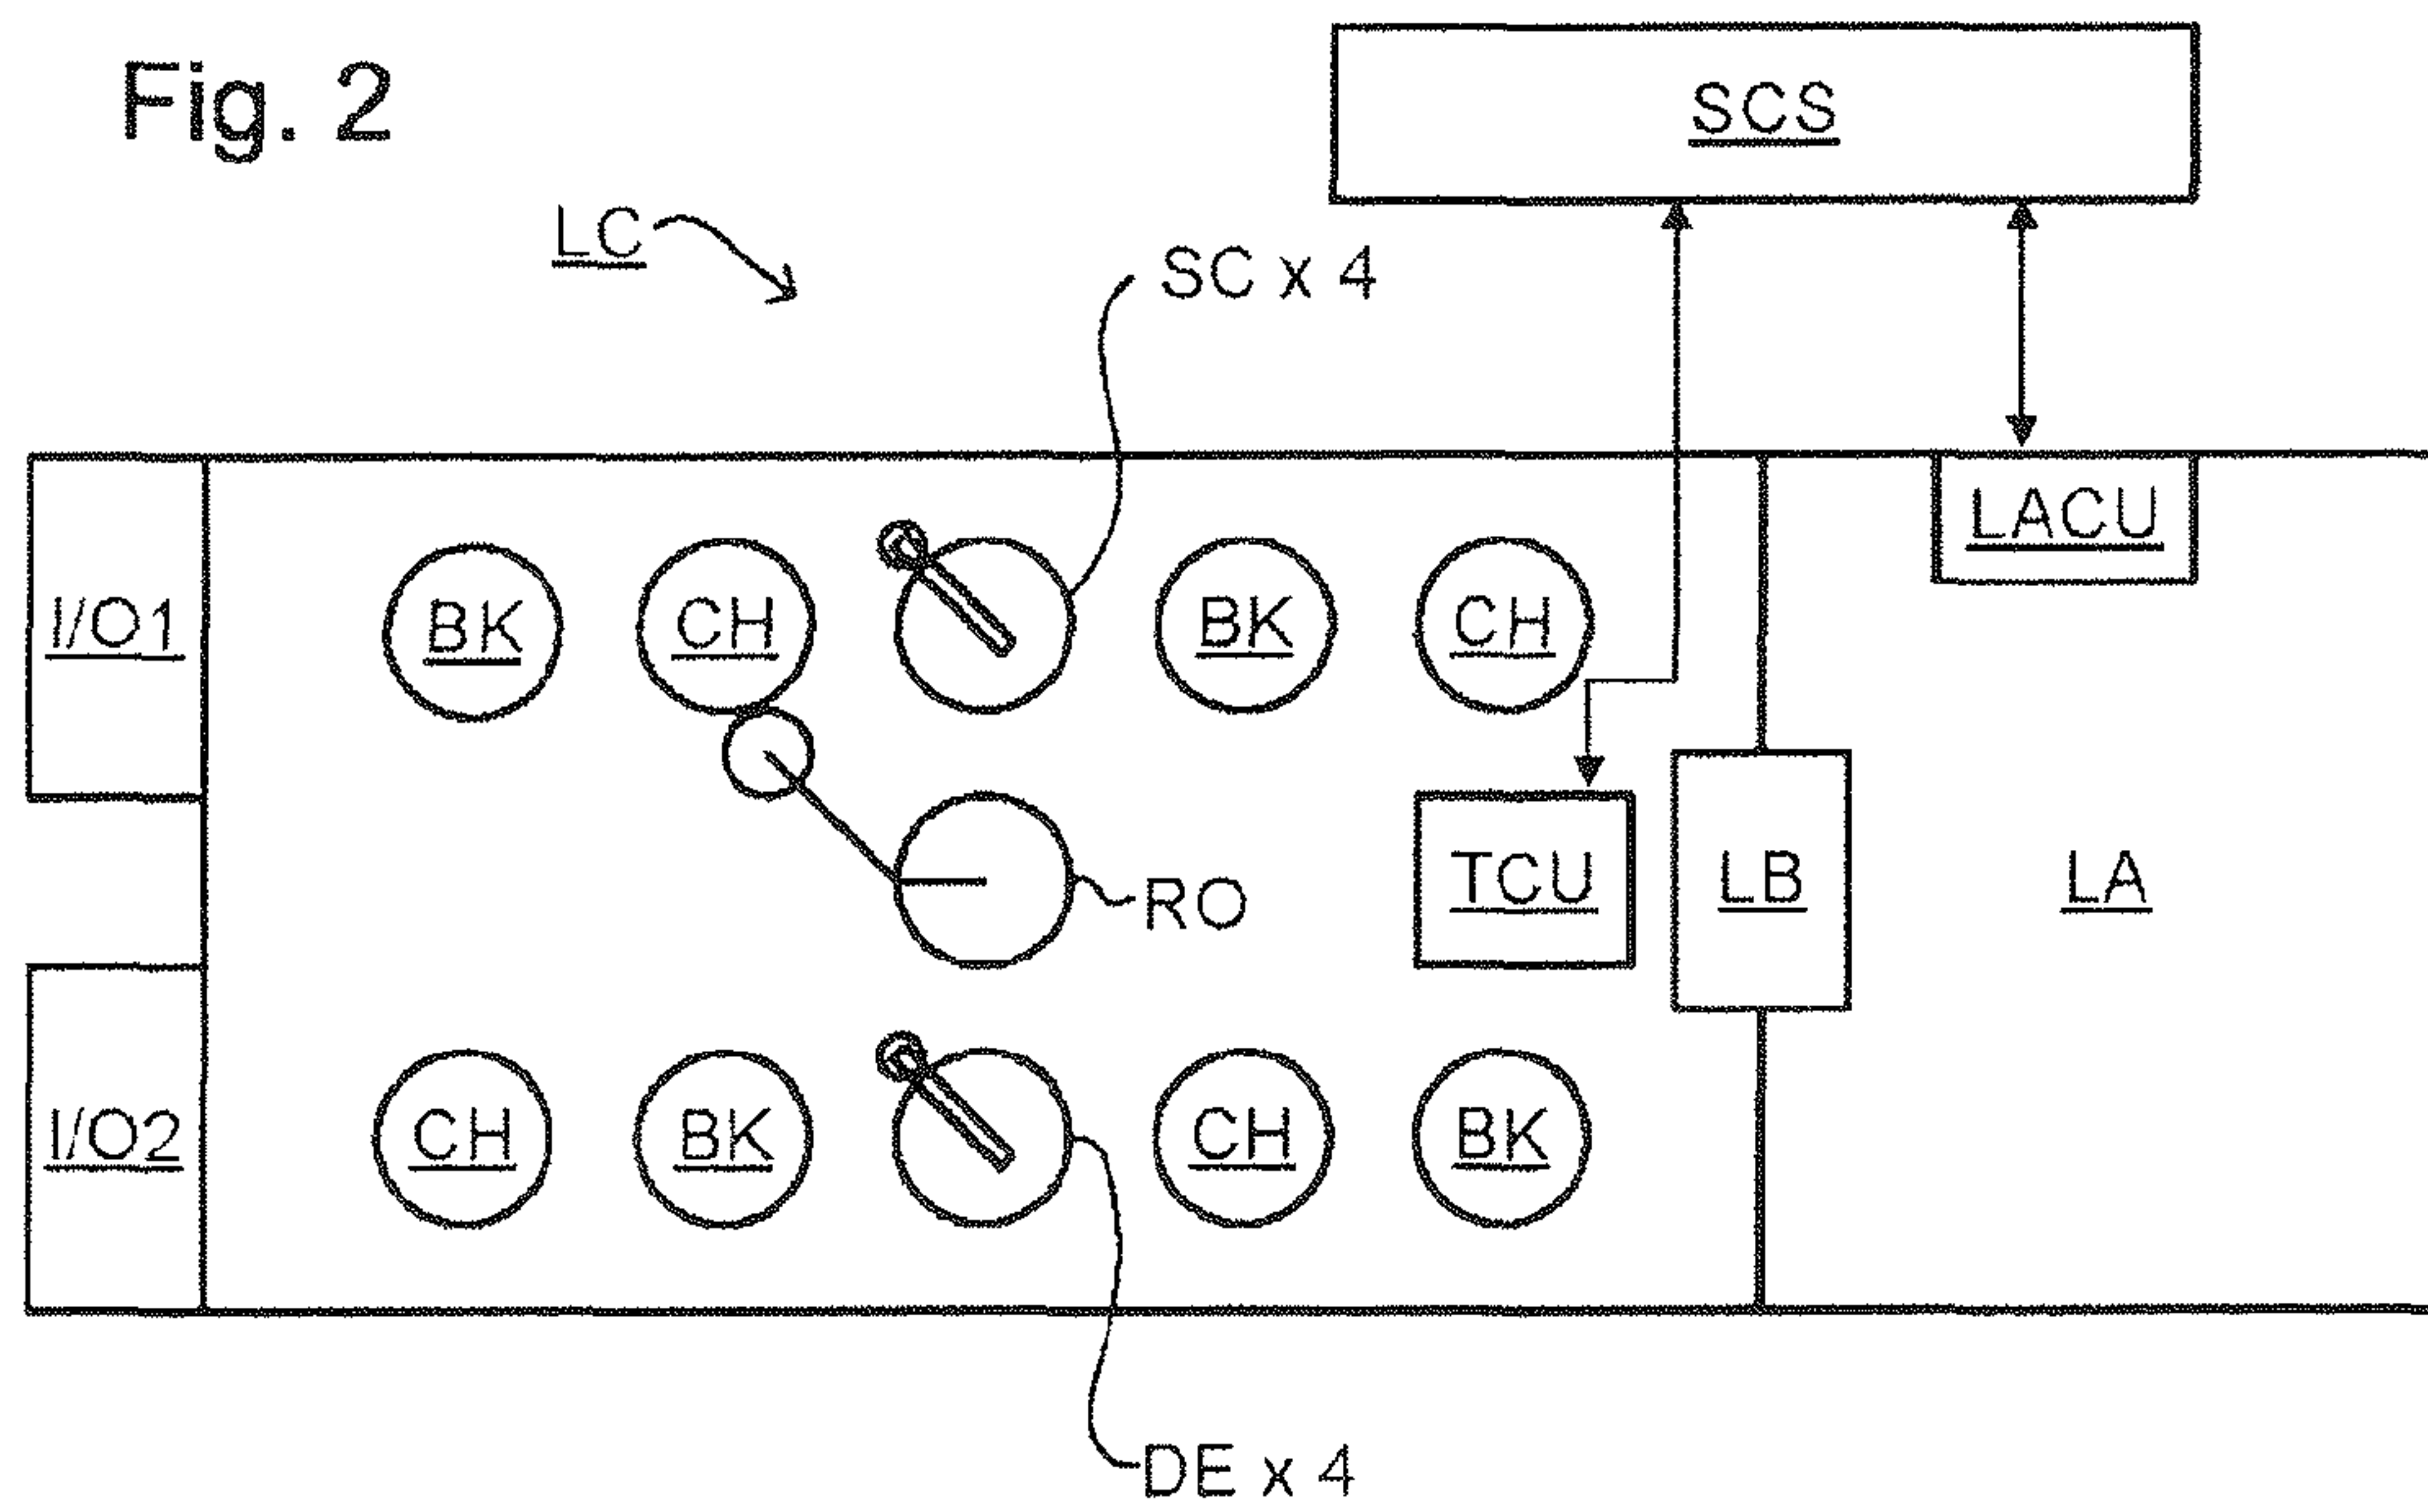 Fig. 2
SCS
LC
SC x 4
LACU
I/O1
BK
CH
BK
CH
RO
TCU
LB
LA
I/O2
CH
BK
CH
BK
DE x 4